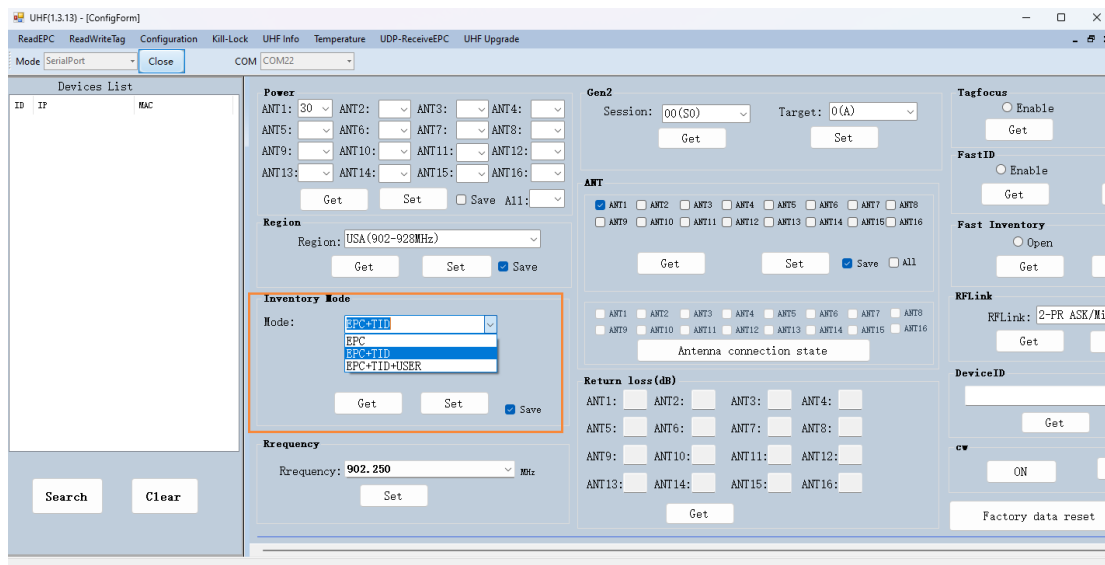 UHF(1.3.13) - [ConfigForm]
ReadEPC ReadWriteTag Configuration Kill-Lock UHF Info Temperature UDP-ReceiveEPC UHF Upgrade
Mode SerialPort Close COM COM22
Devices List
ID IP MAC
Search Clear
Power
ANT1: 30 ANT2: ANT3: ANT4:
ANT5: ANT6: ANT7: ANT8:
ANT9: ANT10: ANT11: ANT12:
ANT13: ANT14: ANT15: ANT16:
Get Set Save All:
Region
Region: USA(902-928MHz)
Get Set Save
Inventory Mode
Mode: EPC+TID
EPC
EPC+TID
EPC+TID+USER
Get Set Save
Rrequency
Rrequency: 902.250 MHz
Set
Gen2
Session: 00(S0) Target: 0(A)
Get Set
ANT
ANT1 ANT2 ANT3 ANT4 ANT5 ANT6 ANT7 ANT8
ANT9 ANT10 ANT11 ANT12 ANT13 ANT14 ANT15 ANT16
Get Set Save All
ANT1 ANT2 ANT3 ANT4 ANT5 ANT6 ANT7 ANT8
ANT9 ANT10 ANT11 ANT12 ANT13 ANT14 ANT15 ANT16
Antenna connection state
Return loss(dB)
ANT1: ANT2: ANT3: ANT4:
ANT5: ANT6: ANT7: ANT8:
ANT9: ANT10: ANT11: ANT12:
ANT13: ANT14: ANT15: ANT16:
Get
Tagfocus
Enable
Get
FastID
Enable
Get
Fast Inventory
Open
Get
RFLink
RFLink: 2-PR ASK/Mi
Get
DeviceID
Get
CW
ON
Factory data reset